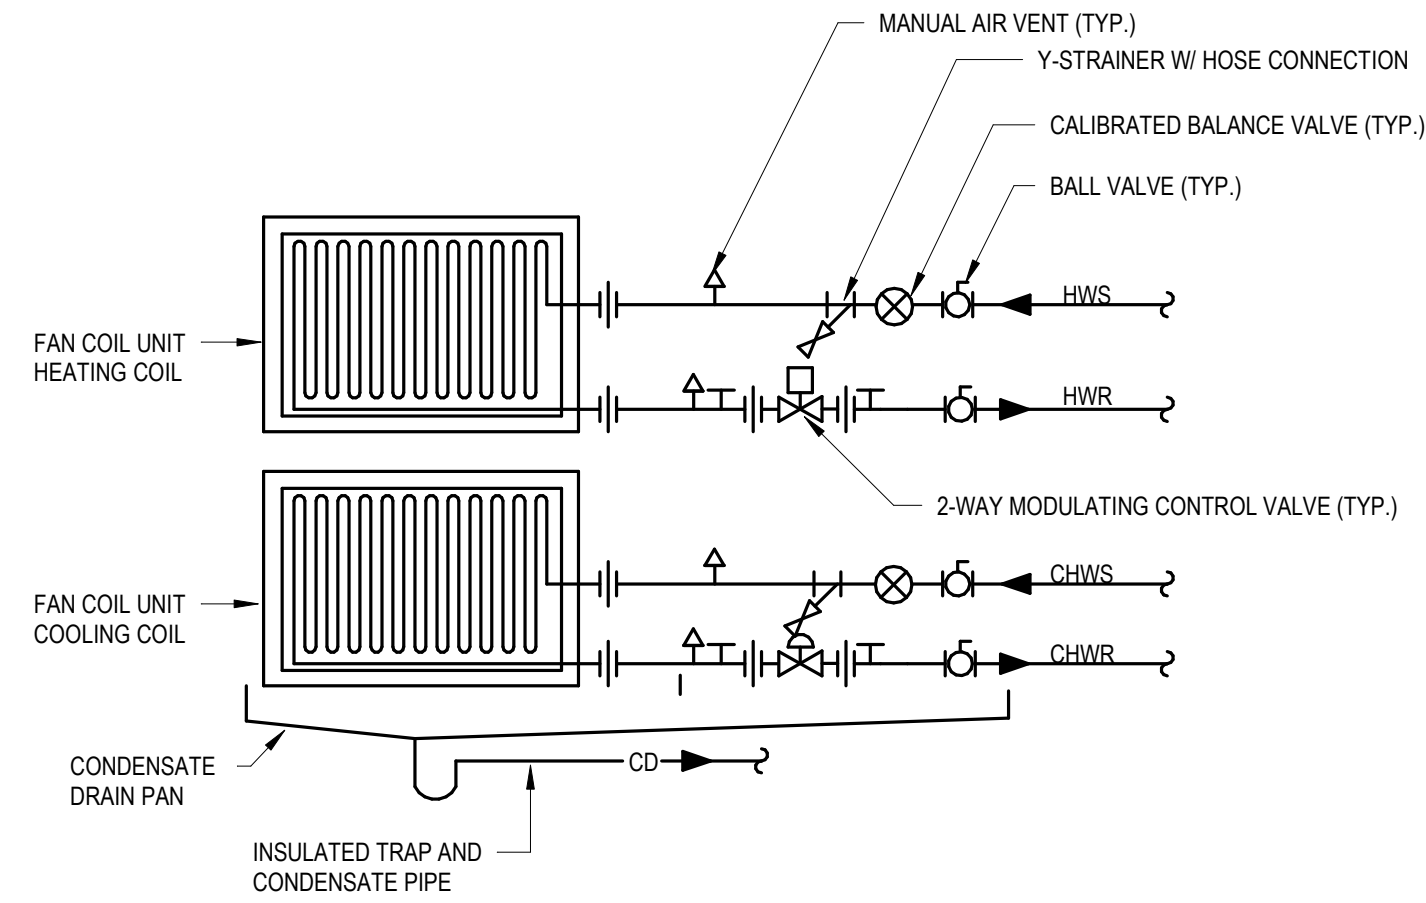 MANUAL AIR VENT (TYP.)
Y-STRAINER W/ HOSE CONNECTION
CALIBRATED BALANCE VALVE (TYP.)
BALL VALVE (TYP.)
HWS
FAN COIL UNIT
HEATING COIL
HWR
2-WAY MODULATING CONTROL VALVE (TYP.)
CHWS
FAN COIL UNIT
COOLING COIL
CHWR
CONDENSATE
DRAIN PAN
CD
INSULATED TRAP AND
CONDENSATE PIPE